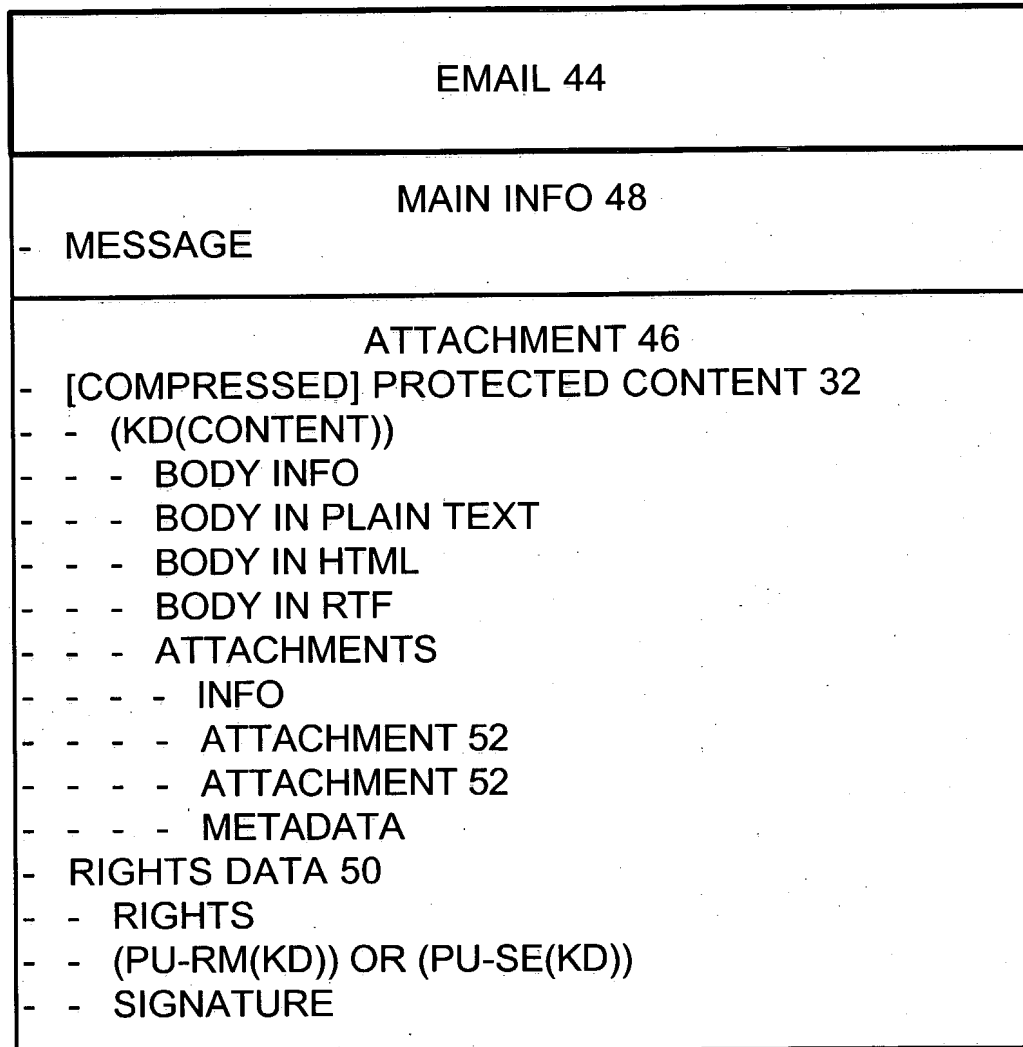 EMAIL 44
MAIN INFO 48
- MESSAGE
ATTACHMENT 46
- [COMPRESSED] PROTECTED CONTENT 32
- - (KD(CONTENT))
- - - BODY INFO
- - - BODY IN PLAIN TEXT
- - - BODY IN HTML
- - - BODY IN RTF
- - - ATTACHMENTS
- - - - INFO
- - - - ATTACHMENT 52
- - - - ATTACHMENT 52
- - - - METADATA
- RIGHTS DATA 50
- - RIGHTS
- - (PU-RM(KD)) OR (PU-SE(KD))
- - SIGNATURE